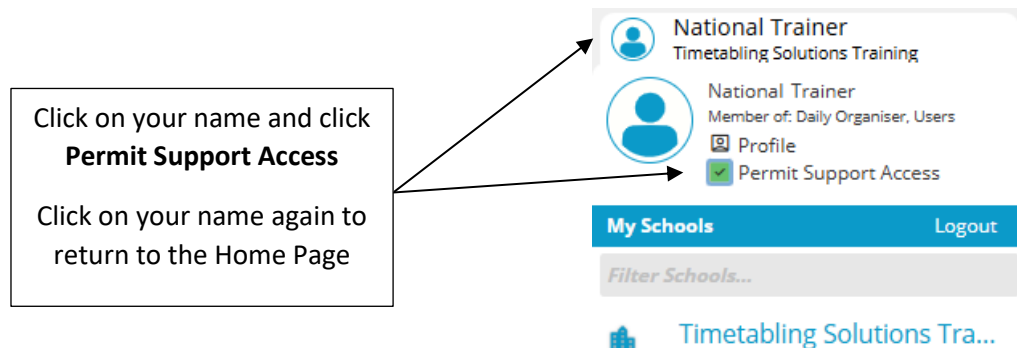 Click on your name and click
Permit Support Access
Click on your name again to
return to the Home Page
National Trainer
Timetabling Solutions Training
National Trainer
Member of: Daily Organiser, Users
Profile
Permit Support Access
My Schools Logout
Filter Schools...
Timetabling Solutions Tra...